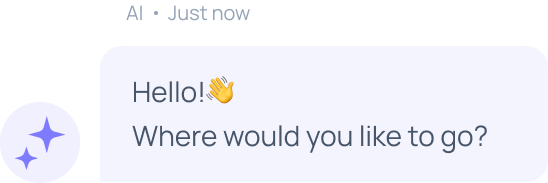 AI • Just now
Hello!👋
Where would you like to go?